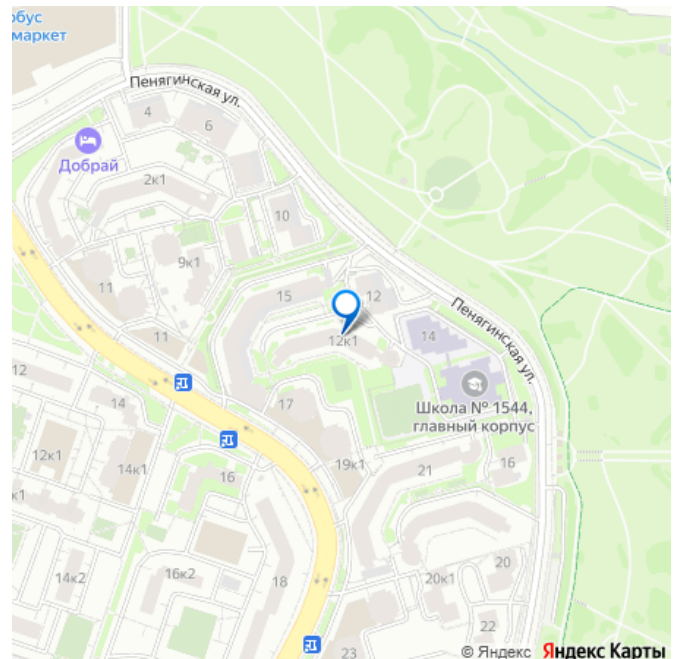 обус
маркет
Пенягинская ул.
4
6
Добрай
2к1
10
9к1
15
12
11
Пенягинская ул.
11
12к1
14
12
Школа № 1544,
главный корпус
14
17
12к1
19к1
14к1
16
21
16
к1
14к2
16к2
18
20к1
20
22
23
© Яндекс Яндекс Карты